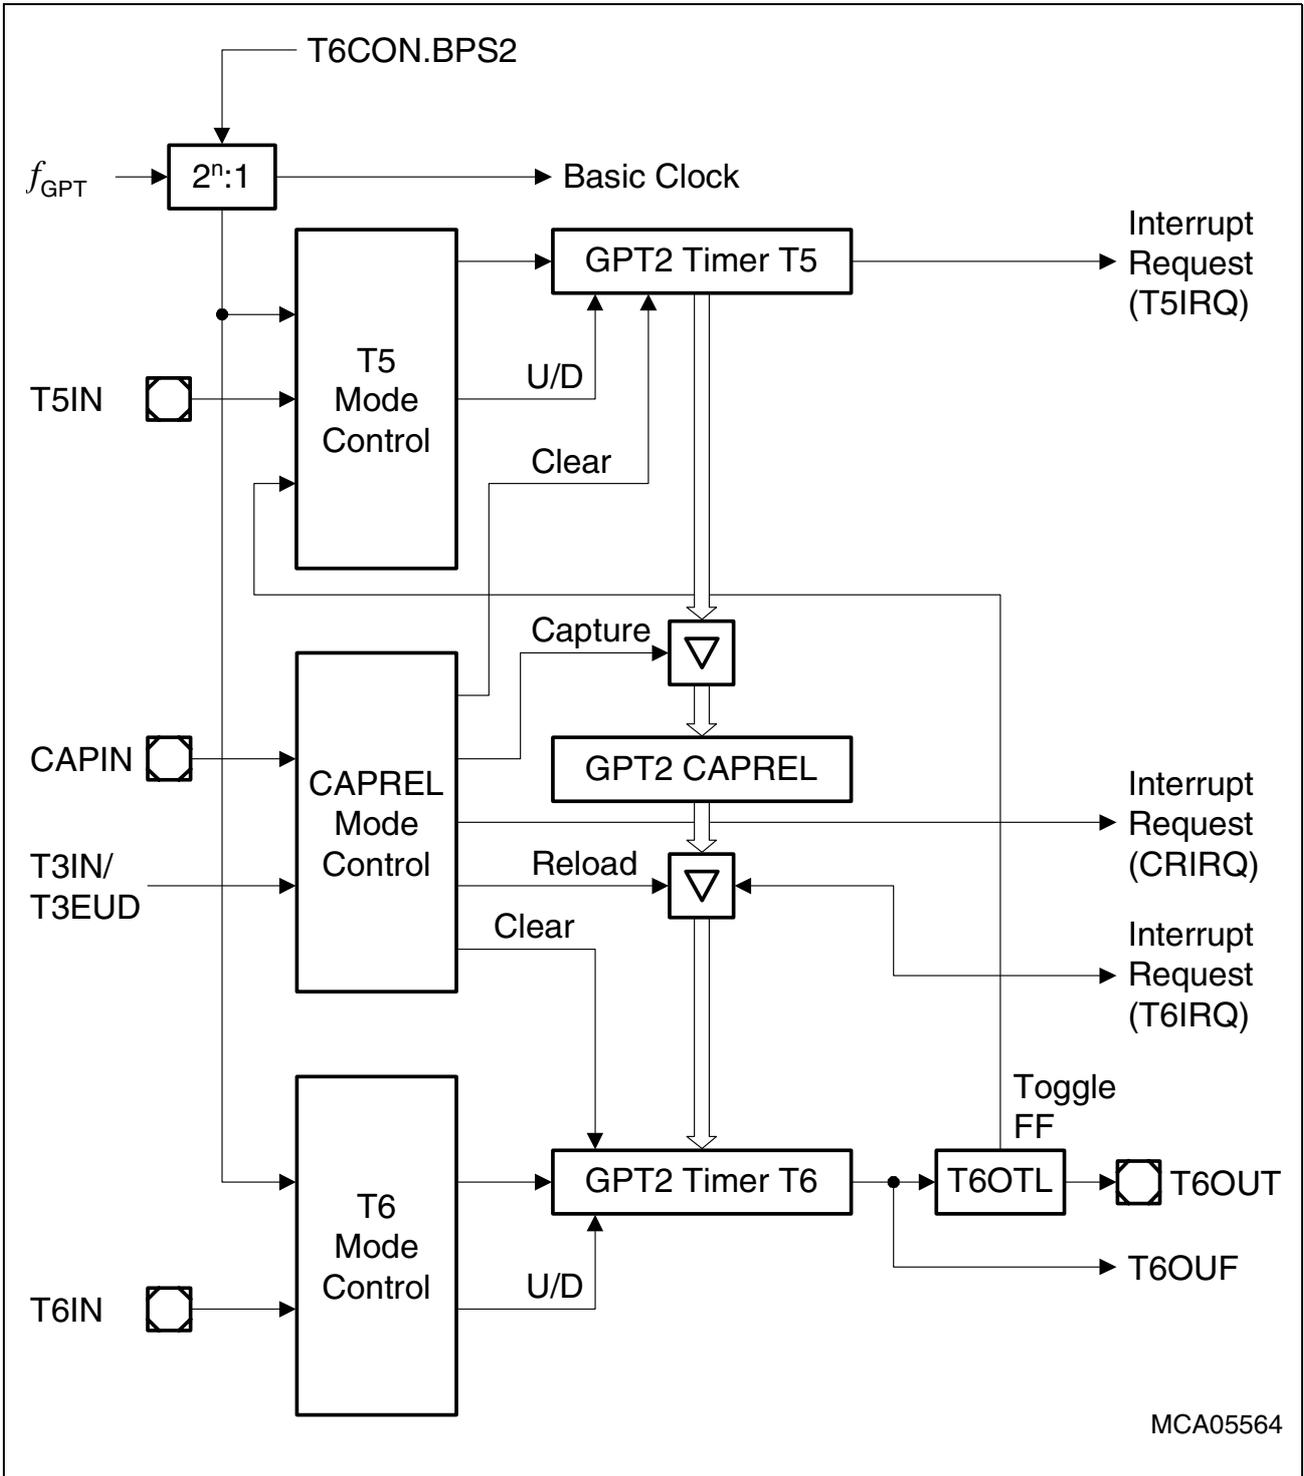 T6CON.BPS2
fGPT
2n:1
Basic Clock
Interrupt
Request
(T5IRQ)
GPT2 Timer T5
T5
Mode
Control
T5IN
U/D
Clear
Capture
CAPIN
GPT2 CAPREL
CAPREL
Mode
Control
Interrupt
Request
(CRIRQ)
T3IN/
T3EUD
Reload
Clear
Interrupt
Request
(T6IRQ)
Toggle
FF
GPT2 Timer T6
T6OTL
T6OUT
T6
Mode
Control
T6OUF
U/D
T6IN
MCA05564